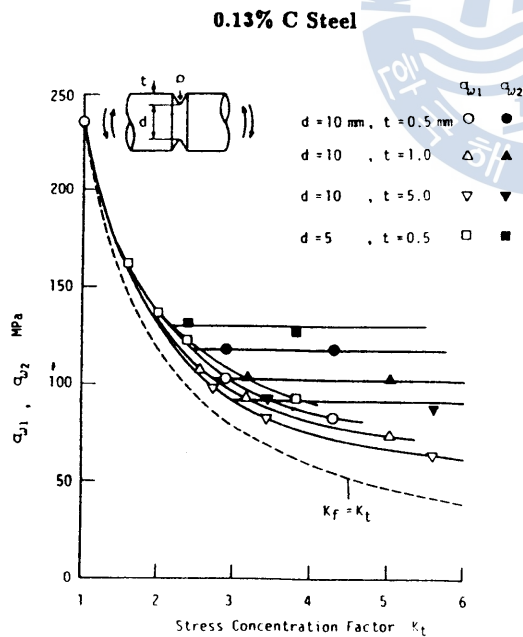 0.13% C Steel
250
200
150
100
50
0
σw1 , σw2 MPa
t
ρ
d
σw1 σw2
d = 10 mm , t = 0.5 mm
d = 10 , t = 1.0
d = 10 , t = 5.0
d = 5 , t = 0.5
Kf = Kt
1 2 3 4 5 6
Stress Concentration Factor Kt